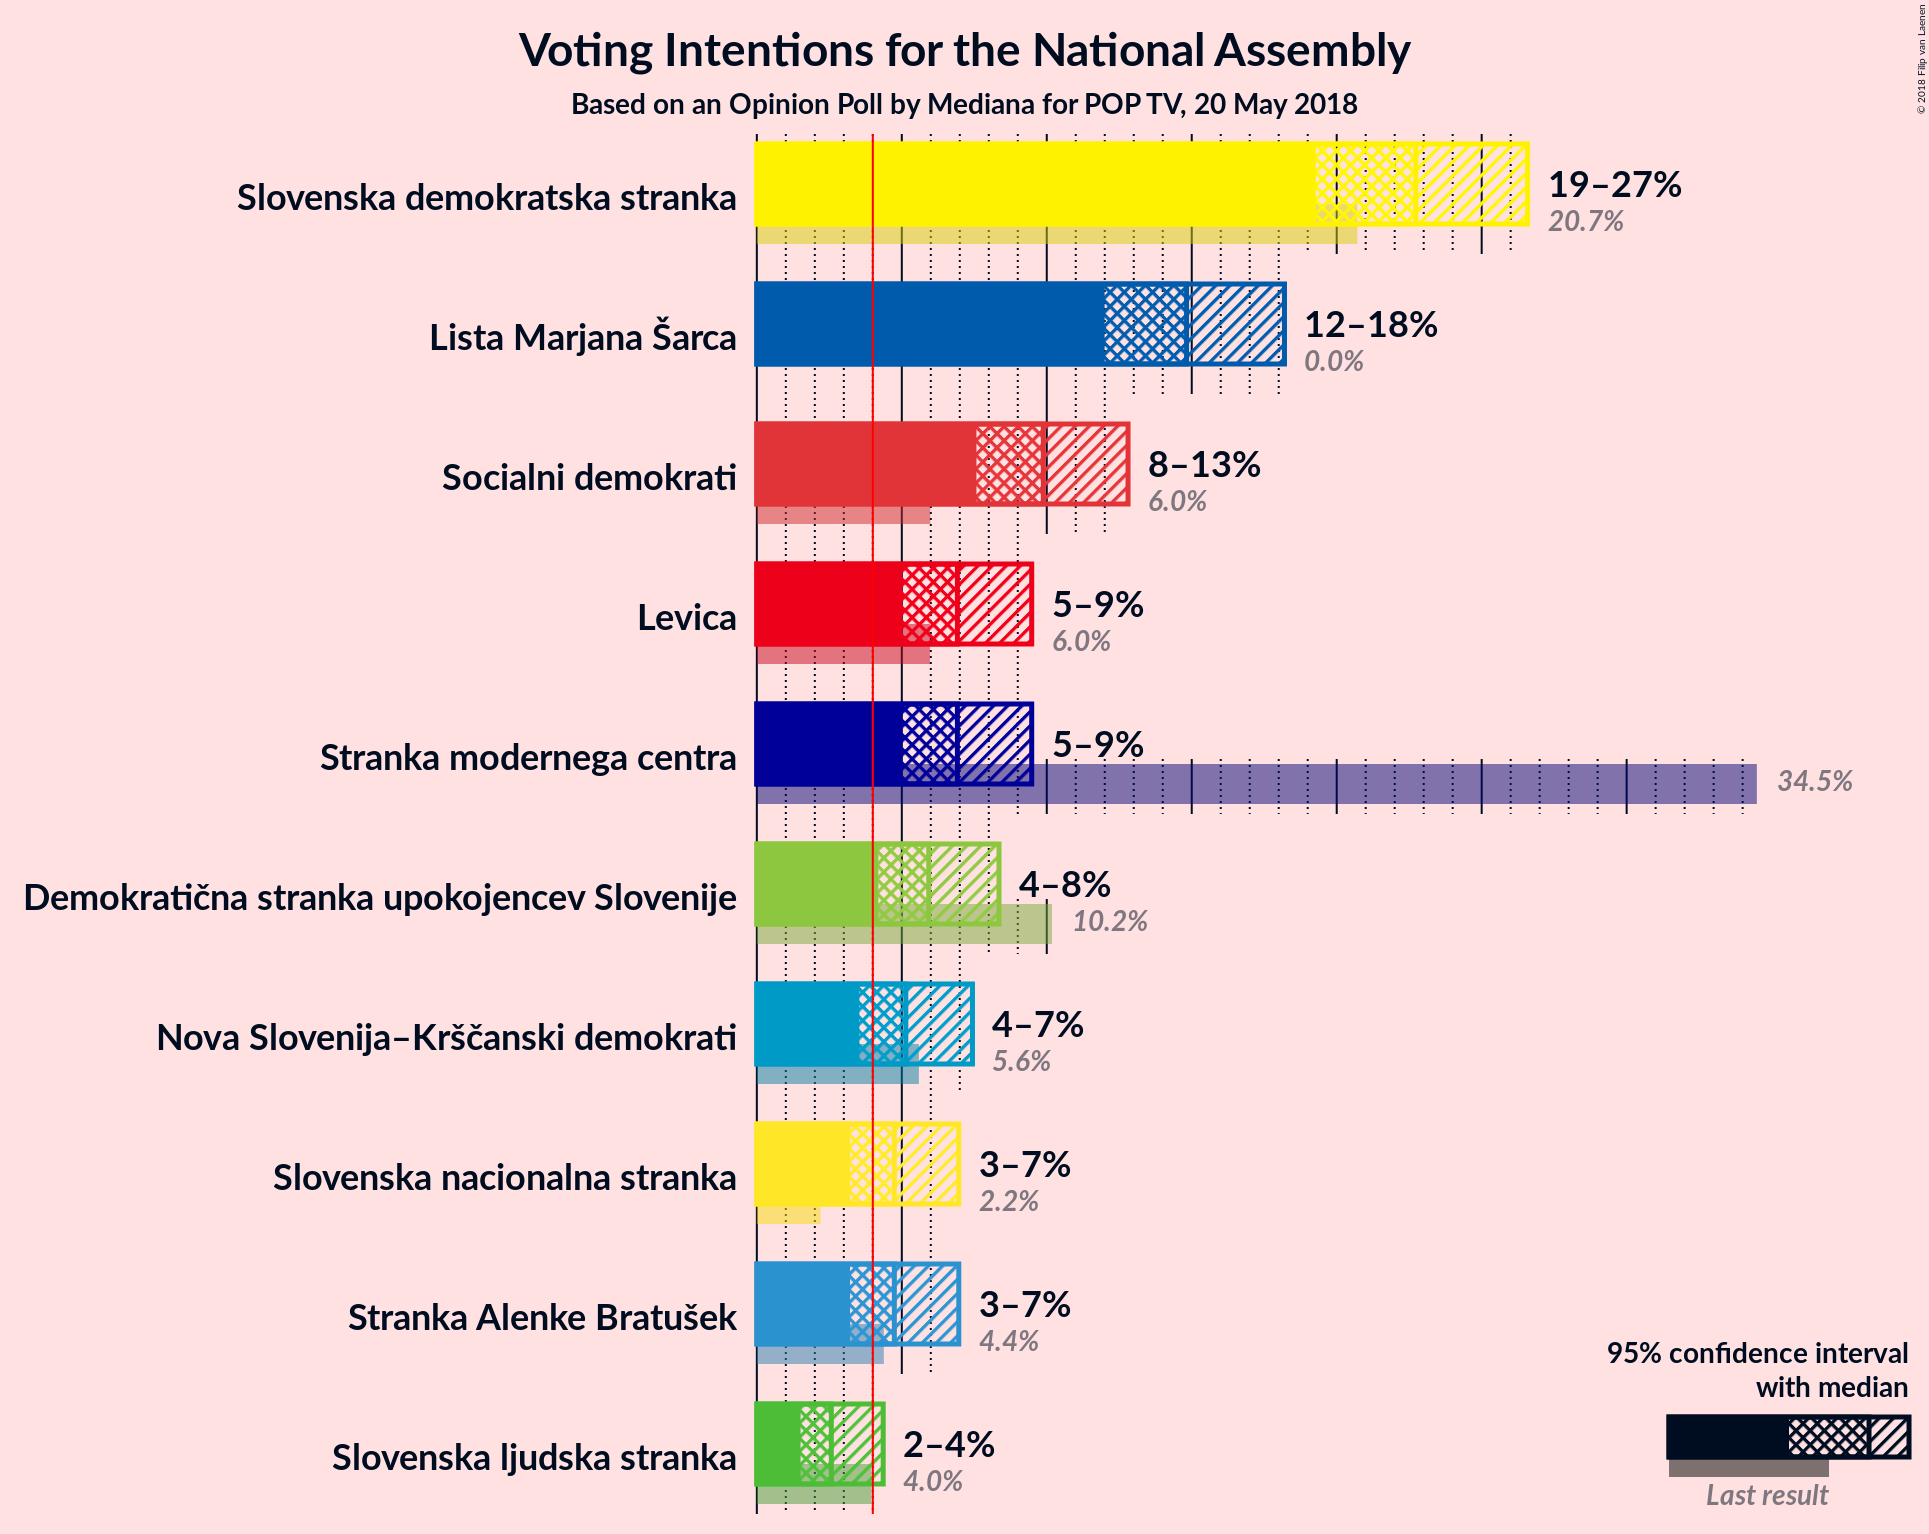 Voting Intentions for the National Assembly
Based on an Opinion Poll by Mediana for POP TV, 20 May 2018
© 2018 Filip van Laenen
Slovenska demokratska stranka
19–27%
20.7%
Lista Marjana Šarca
12–18%
0.0%
Socialni demokrati
8–13%
6.0%
Levica
5–9%
6.0%
Stranka modernega centra
5–9%
34.5%
Demokratična stranka upokojencev Slovenije
4–8%
10.2%
Nova Slovenija–Krščanski demokrati
4–7%
5.6%
Slovenska nacionalna stranka
3–7%
2.2%
Stranka Alenke Bratušek
3–7%
4.4%
Slovenska ljudska stranka
2–4%
4.0%
95% confidence interval
with median
Last result